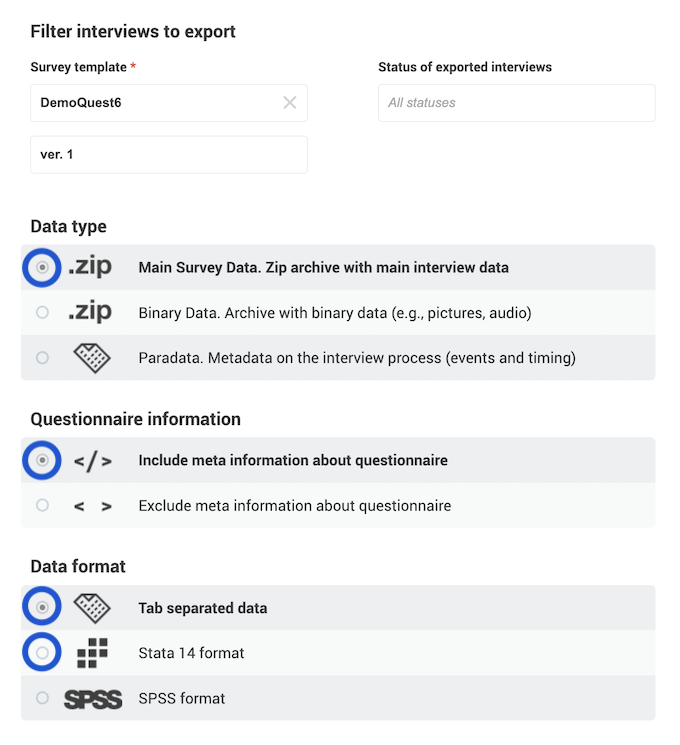 Filter interviews to export
Survey template * Status of exported interviews
DemoQuest6 All statuses
ver. 1
Data type
.zip Main Survey Data. Zip archive with main interview data
.zip Binary Data. Archive with binary data (e.g., pictures, audio)
Paradata. Metadata on the interview process (events and timing)
Questionnaire information
</> Include meta information about questionnaire
< > Exclude meta information about questionnaire
Data format
Tab separated data
Stata 14 format
SPSS SPSS format